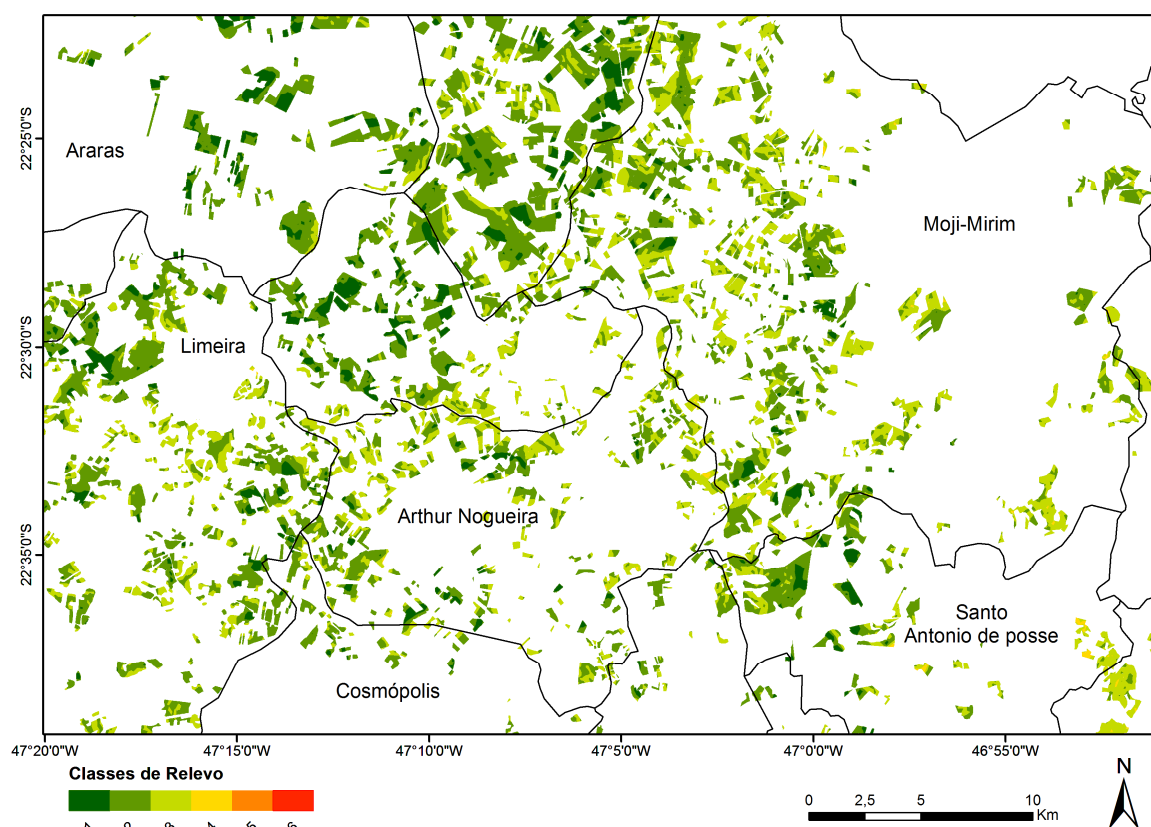 22°25'0"S
Araras
Moji-Mirim
22°30'0"S
Limeira
Arthur Nogueira
22°35'0"S
Santo
Antonio de posse
Cosmópolis
47°20'0"W 47°15'0"W 47°10'0"W 47°5'0"W 47°0'0"W 46°55'0"W
Classes de Relevo
N
0 2,5 5 10
Km